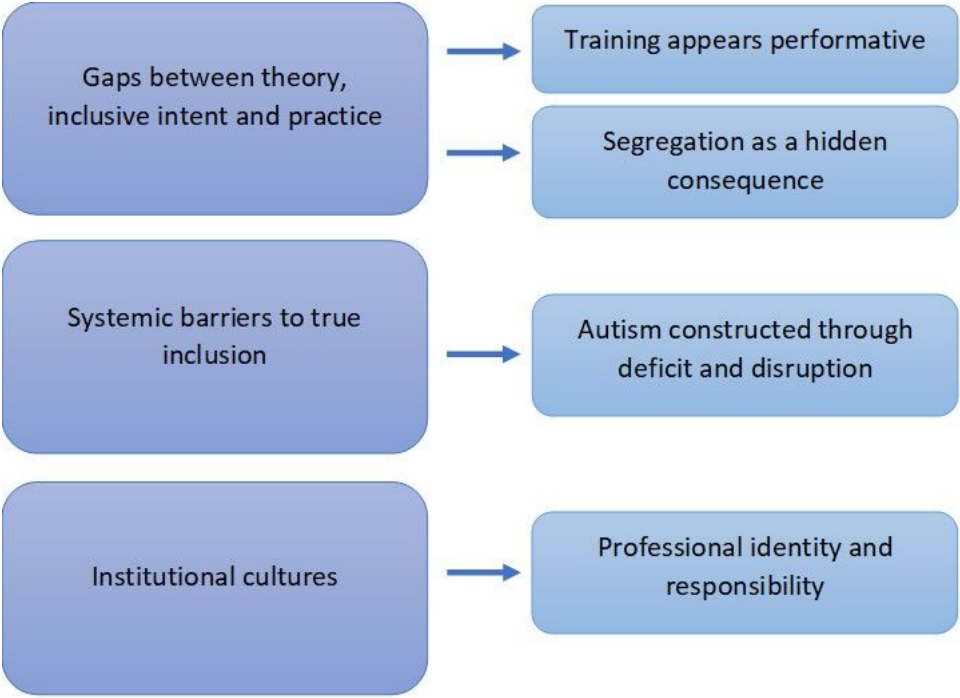 Gaps between theory,
inclusive intent and practice
Training appears performative
Segregation as a hidden
consequence
Systemic barriers to true
inclusion
Autism constructed through
deficit and disruption
Institutional cultures
Professional identity and
responsibility